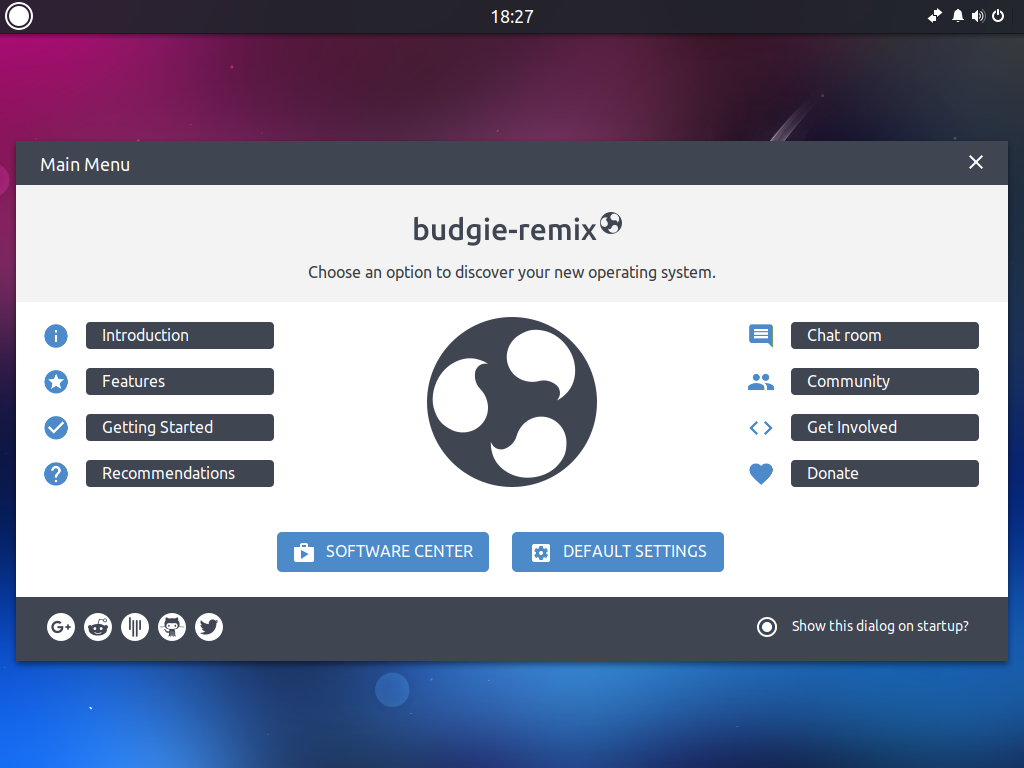 18:27
Main Menu
budgie-remix
Choose an option to discover your new operating system.
Introduction
Features
Getting Started
Recommendations
Chat room
Community
Get Involved
Donate
SOFTWARE CENTER
DEFAULT SETTINGS
G+
Show this dialog on startup?